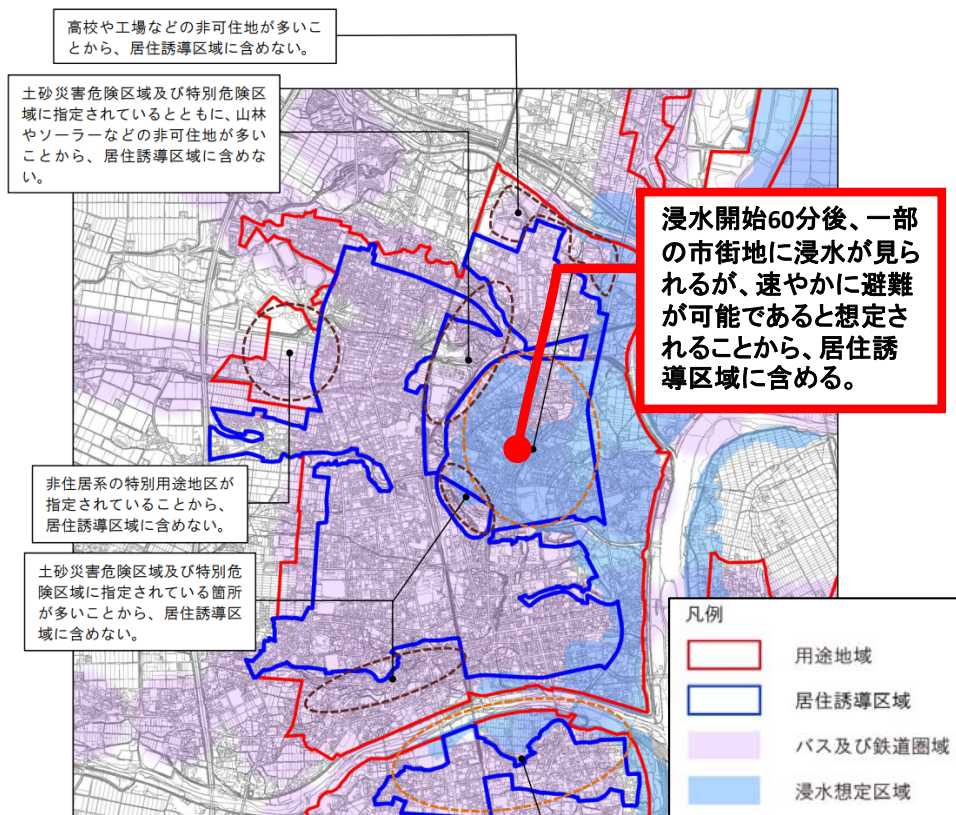 高校や工場などの非可住地が多いこ
とから、居住誘導区域に含めない。
土砂災害危険区域及び特別危険区
域に指定されているとともに、山林
やソーラーなどの非可住地が多い
ことから、居住誘導区域に含めな
い。
浸水開始60分後、一部
の市街地に浸水が見ら
れるが、速やかに避難
が可能であると想定さ
れることから、居住誘
導区域に含める。
非住居系の特別用途地区が
指定されていることから、
居住誘導区域に含めない。
土砂災害危険区域及び特別危
険区域に指定されている箇所
が多いことから、居住誘導区
域に含めない。
凡例
用途地域
居住誘導区域
バス及び鉄道圏域
浸水想定区域